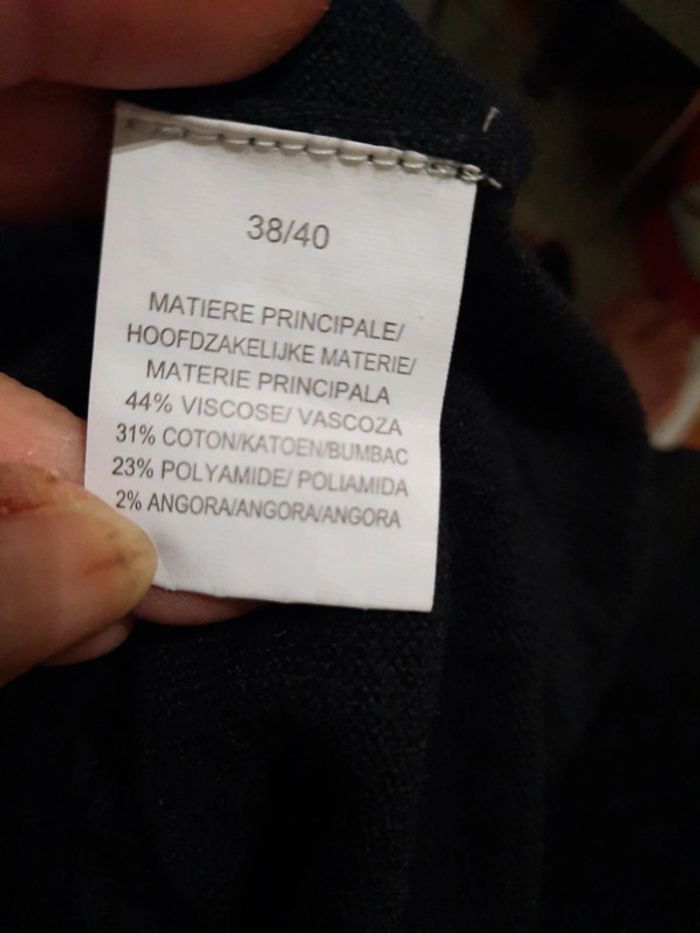 38/40
MATIERE PRINCIPALE/
HOOFDZAKELIJKE MATERIE/
MATERIE PRINCIPALA
44% VISCOSE/ VASCOZA
31% COTON/KATOEN/BUMBAC
23% POLYAMIDE/ POLIAMIDA
2% ANGORA/ANGORA/ANGORA